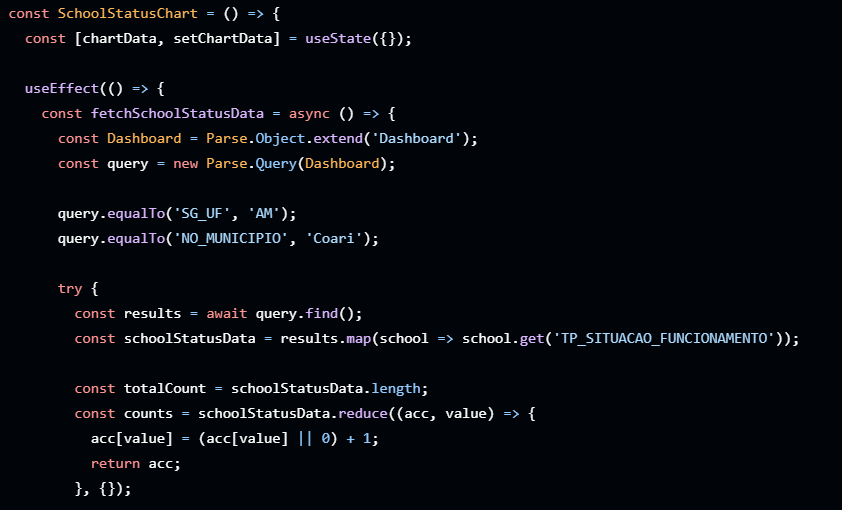 const SchoolStatusChart = () => {
const [chartData, setChartData] = useState({});
useEffect(() => {
const fetchSchoolStatusData = async () => {
const Dashboard = Parse.Object.extend('Dashboard');
const query = new Parse.Query(Dashboard);
query.equalTo('SG_UF', 'AM');
query.equalTo('NO_MUNICIPIO', 'Coari');
try {
const results = await query.find();
const schoolStatusData = results.map(school => school.get('TP_SITUACAO_FUNCIONAMENTO'));
const totalCount = schoolStatusData.length;
const counts = schoolStatusData.reduce((acc, value) => {
acc[value] = (acc[value] || 0) + 1;
return acc;
}, {});